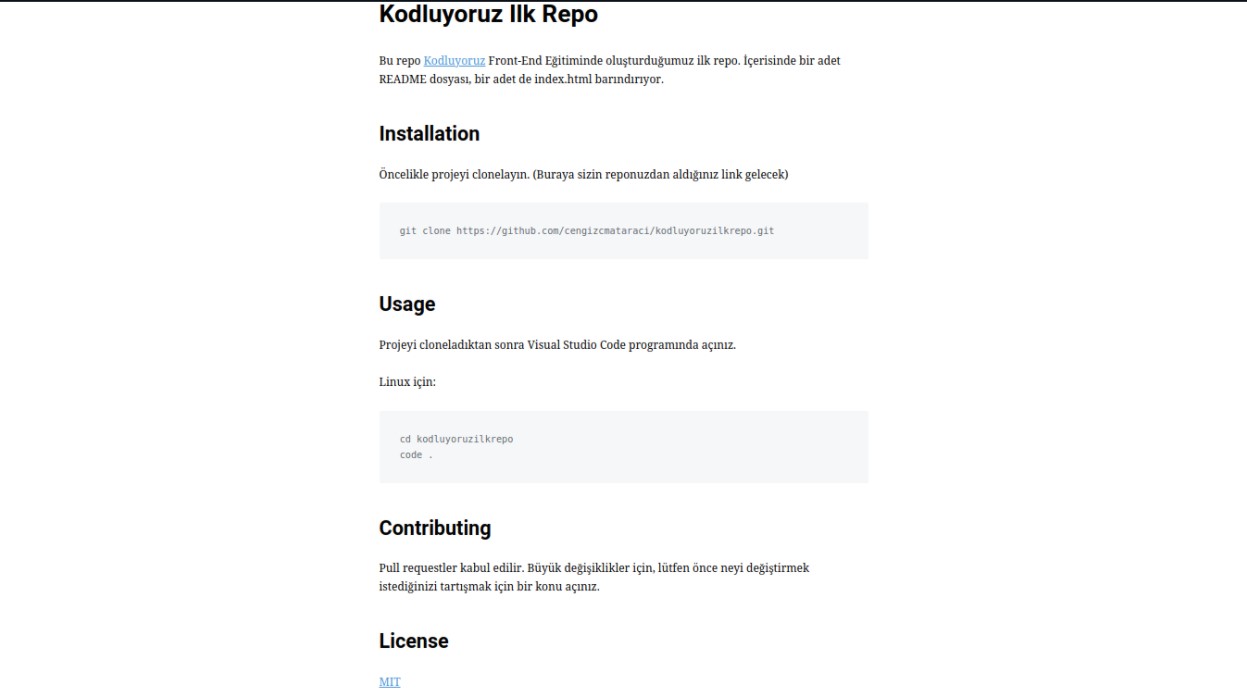 Kodluyoruz Ilk Repo
Bu repo Kodluyoruz Front-End Eğitiminde oluşturduğumuz ilk repo. İçerisinde bir adet
README dosyası, bir adet de index.html barındırıyor.
Installation
Öncelikle projeyi clonelayın. (Buraya sizin reponuzdan aldığınız link gelecek)
git clone https://github.com/cengizcmataraci/kodluyoruzilkrepo.git
Usage
Projeyi cloneladıktan sonra Visual Studio Code programında açınız.
Linux için:
cd kodluyoruzilkrepo
code .
Contributing
Pull requestler kabul edilir. Büyük değişiklikler için, lütfen önce neyi değiştirmek
istediğinizi tartışmak için bir konu açınız.
License
MIT